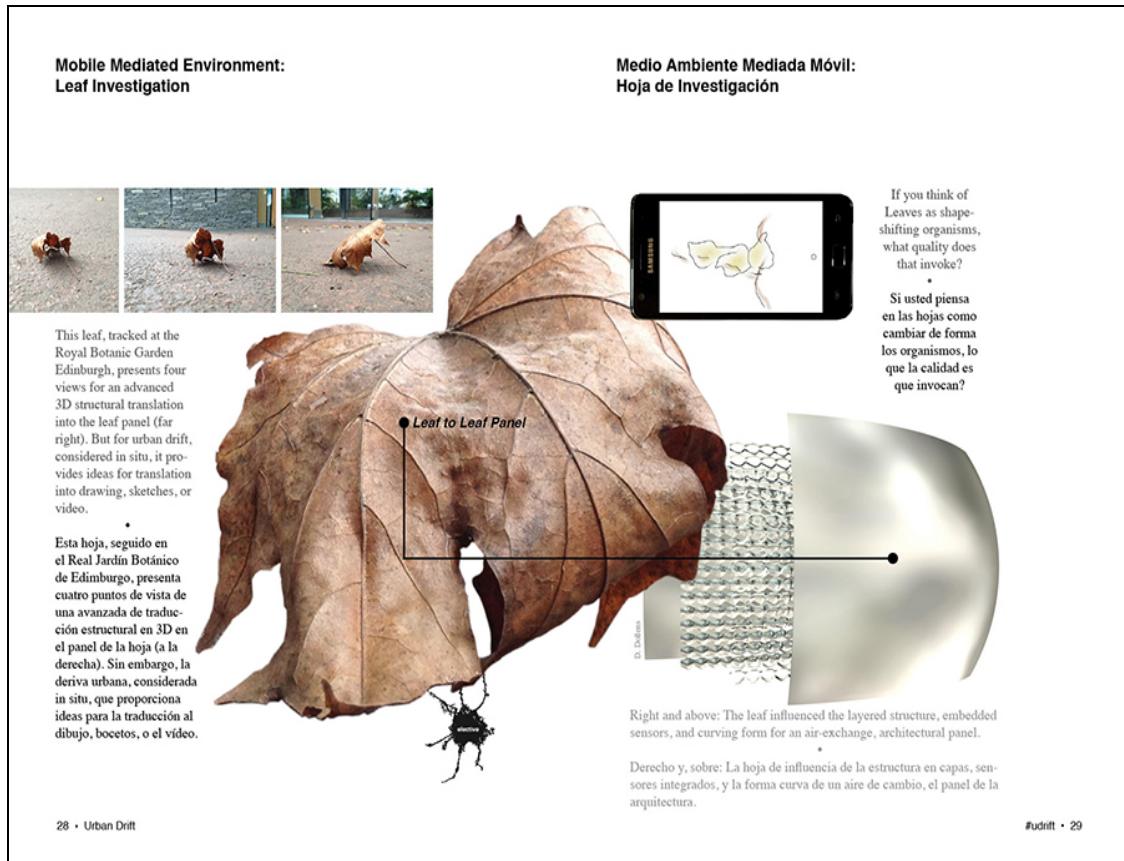 Mobile Mediated Environment:
Leaf Investigation
This leaf, tracked at the
Royal Botanic Garden
Edinburgh, presents four
views for an advanced
3D structural translation
into the leaf panel (far
right). But for urban drift,
considered in situ, it pro-
vides ideas for translation
into drawing, sketches, or
video.
•
Esta hoja, seguido en
el Real Jardín Botánico
de Edimburgo, presenta
cuatro puntos de vista de
una avanzada de traduc-
ción estructural en 3D en
el panel de la hoja (a la
derecha). Sin embargo, la
deriva urbana, considerada
in situ, que proporciona
ideas para la traducción al
dibujo, bocetos, o el vídeo.
Leaf to Leaf Panel
elective
28 • Urban Drift
Medio Ambiente Mediada Móvil:
Hoja de Investigación
SAMSUNG
If you think of
Leaves as shape-
shifting organisms,
what quality does
that invoke?
•
Si usted piensa
en las hojas como
cambiar de forma
los organismos, lo
que la calidad es
que invocan?
D. Dollens
Right and above: The leaf influenced the layered structure, embedded
sensors, and curving form for an air-exchange, architectural panel.
•
Derecho y, sobre: La hoja de influencia de la estructura en capas, sen-
sores integrados, y la forma curva de un aire de cambio, el panel de la
arquitectura.
#udrift • 29